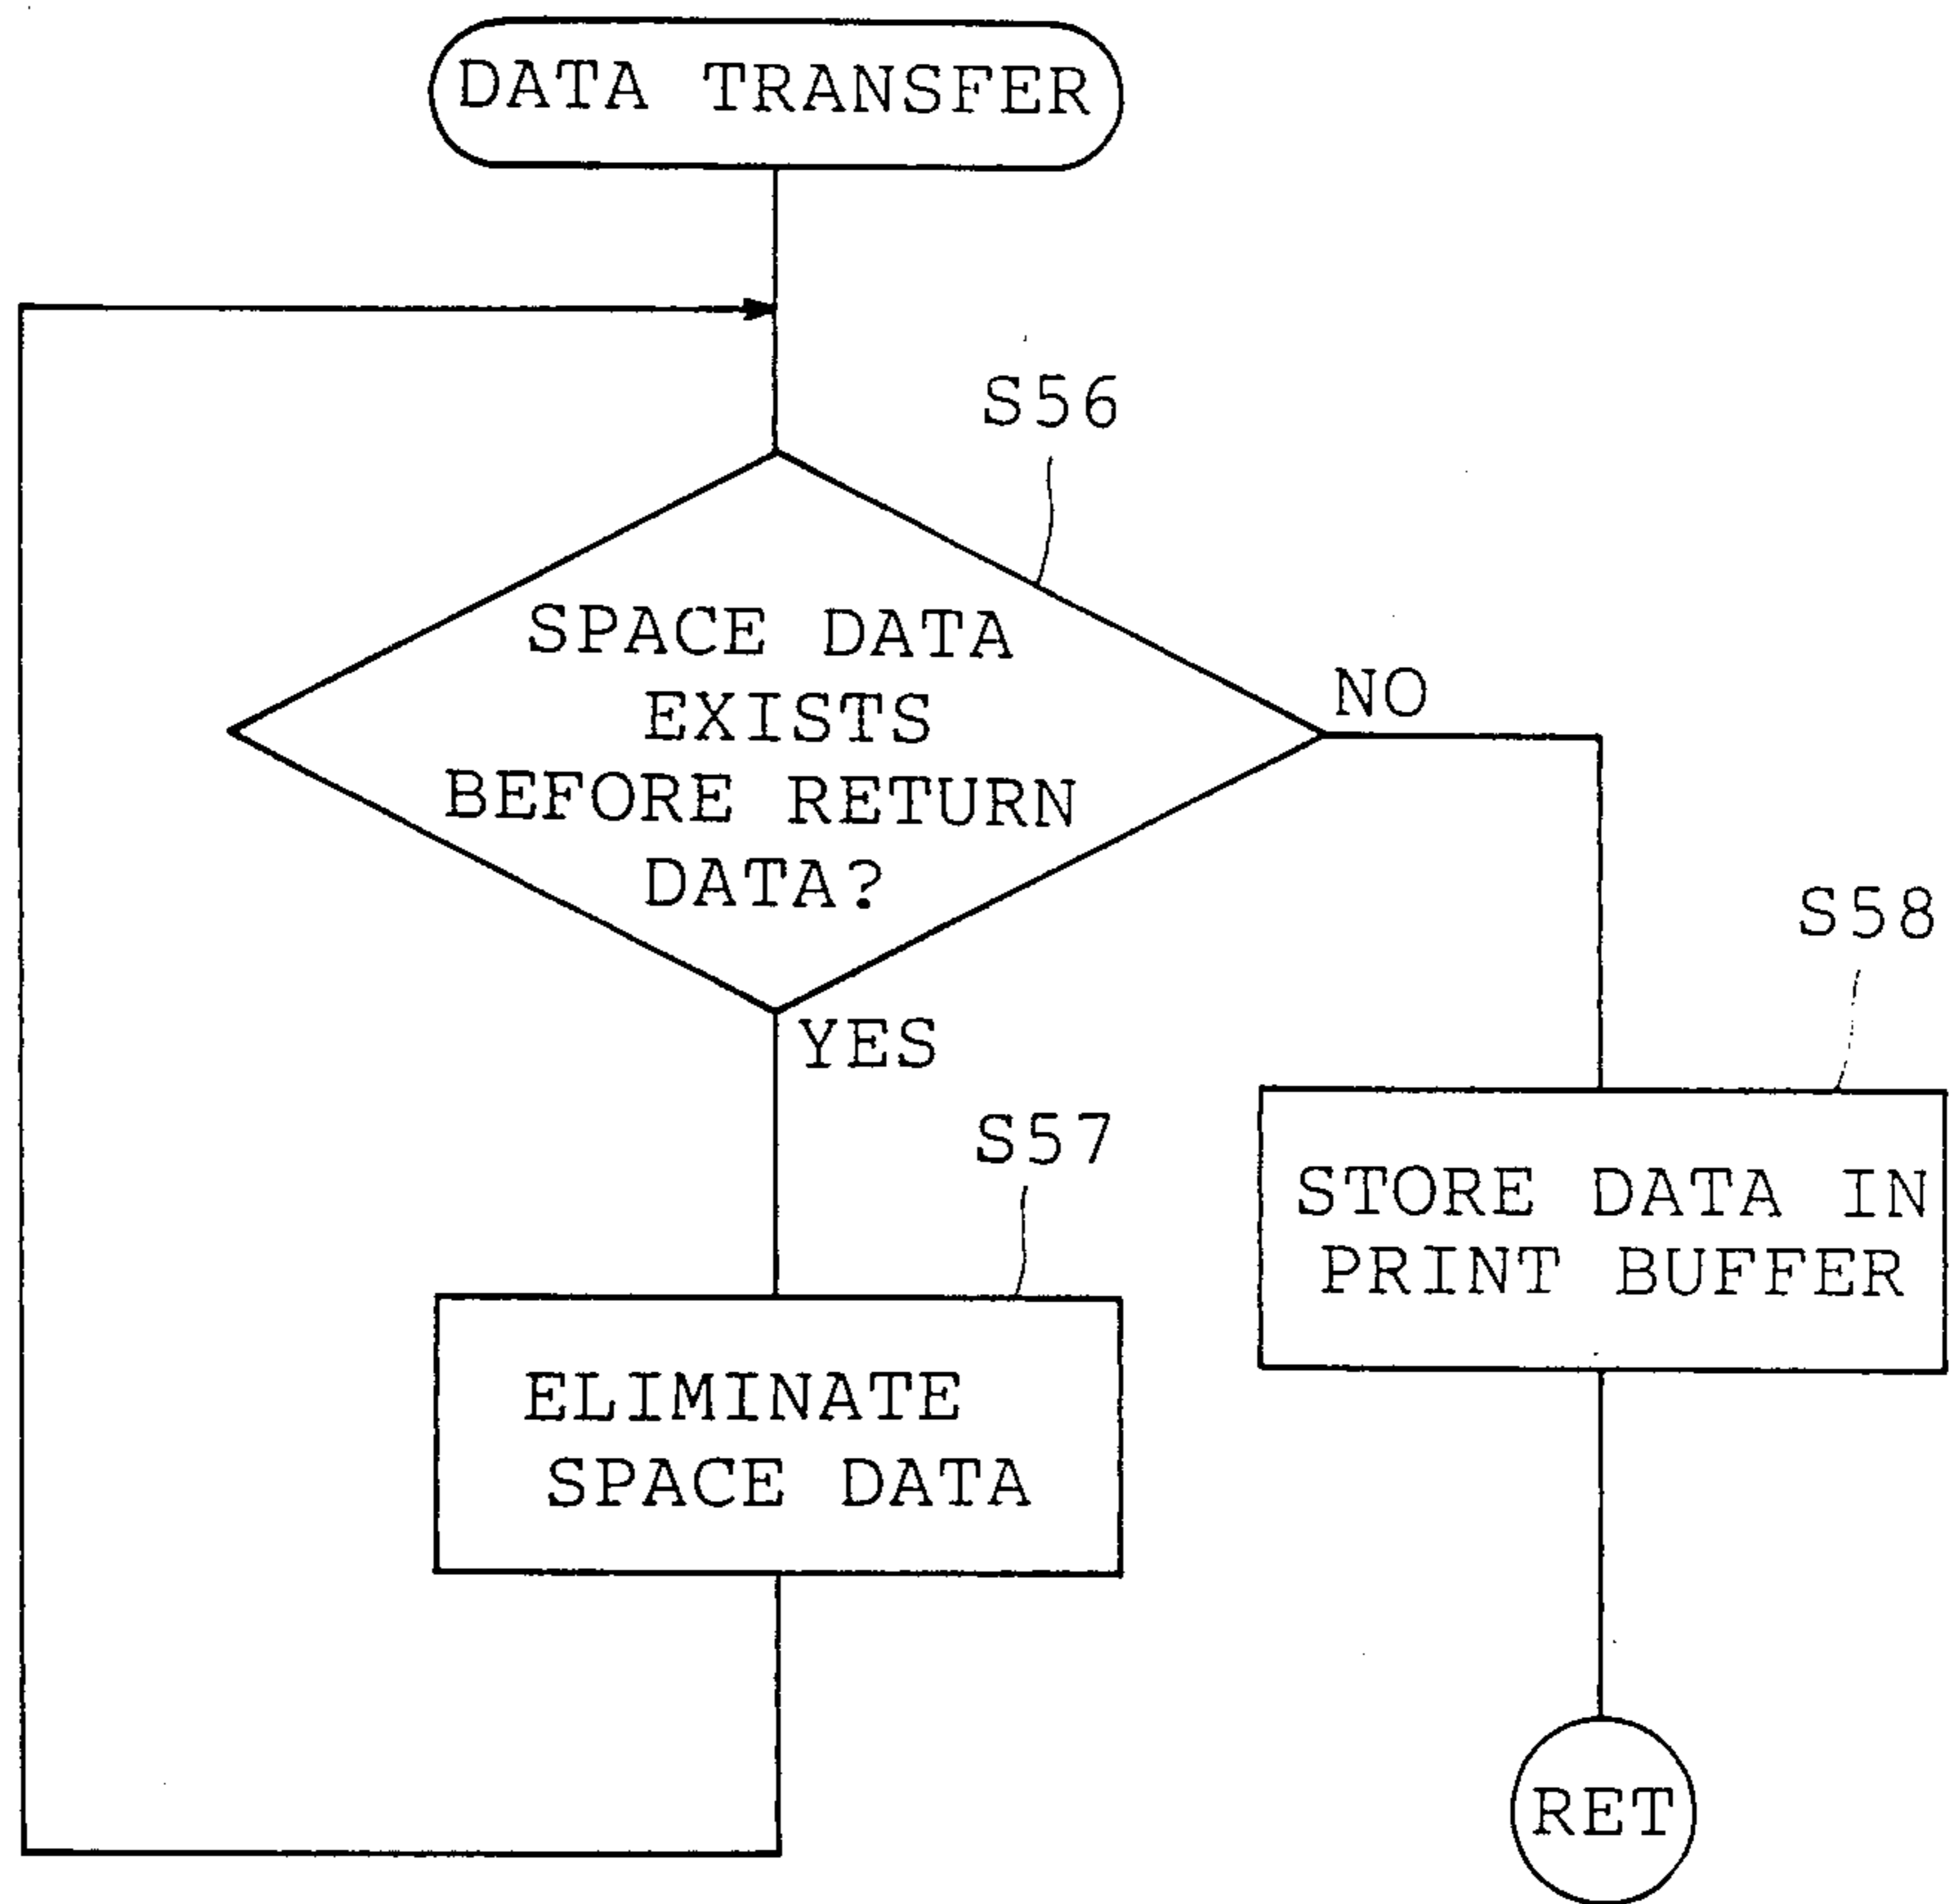 DATA TRANSFER
S56
SPACE DATA
EXISTS
BEFORE RETURN
DATA?
NO
YES
S57
ELIMINATE
SPACE DATA
S58
STORE DATA IN
PRINT BUFFER
RET